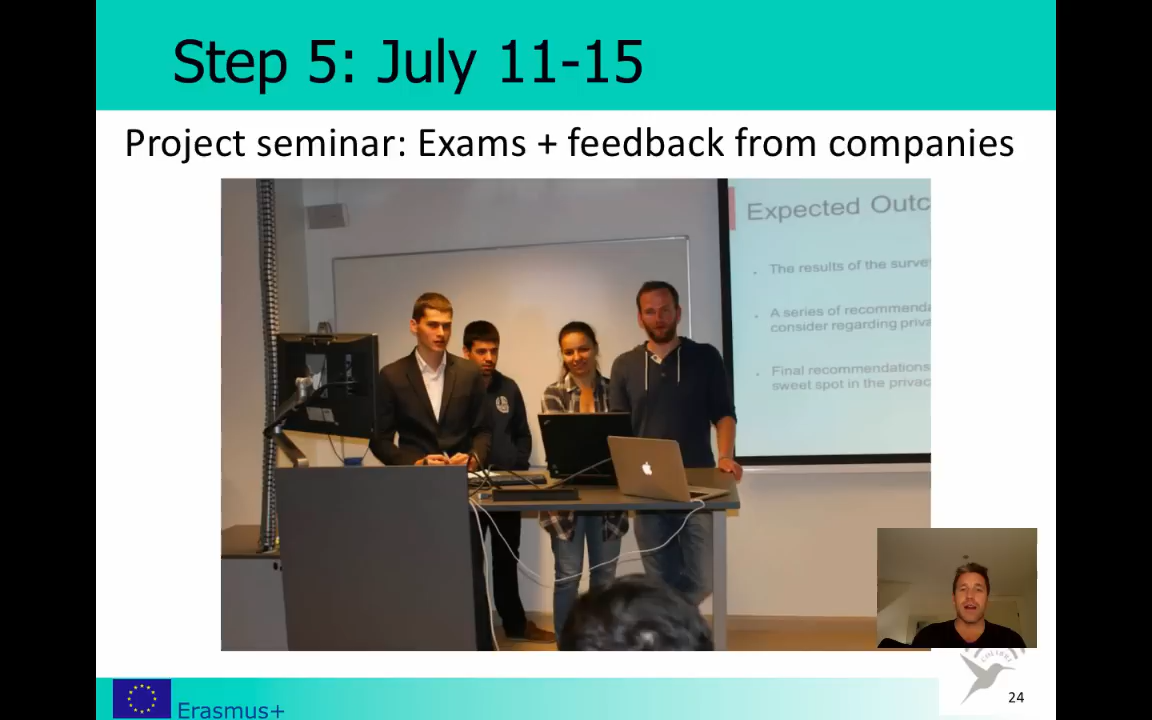 Step 5: July 11-15
Project seminar: Exams + feedback from companies
Expected Outc
The results of the survey
A series of recommenda
consider regarding priva
Final recommendations
sweet spot in the privac
Erasmus+
24